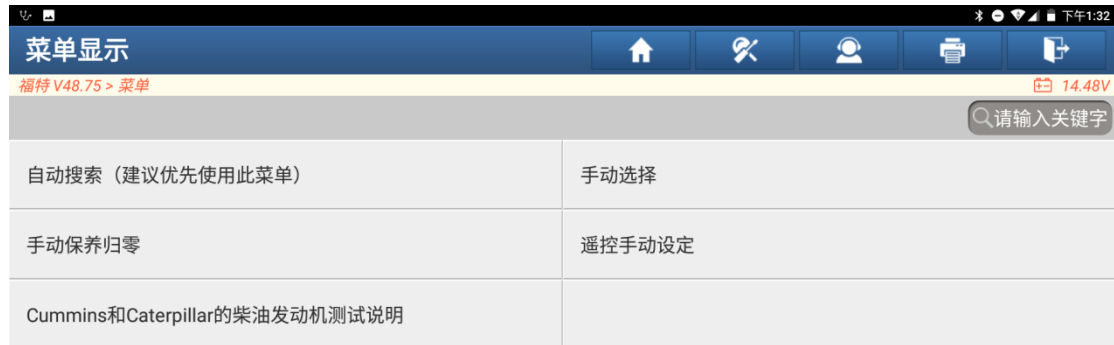 下午1:32
菜单显示
福特 V48.75 > 菜单
14.48V
请输入关键字
自动搜索（建议优先使用此菜单）
手动选择
手动保养归零
遥控手动设定
Cummins和Caterpillar的柴油发动机测试说明